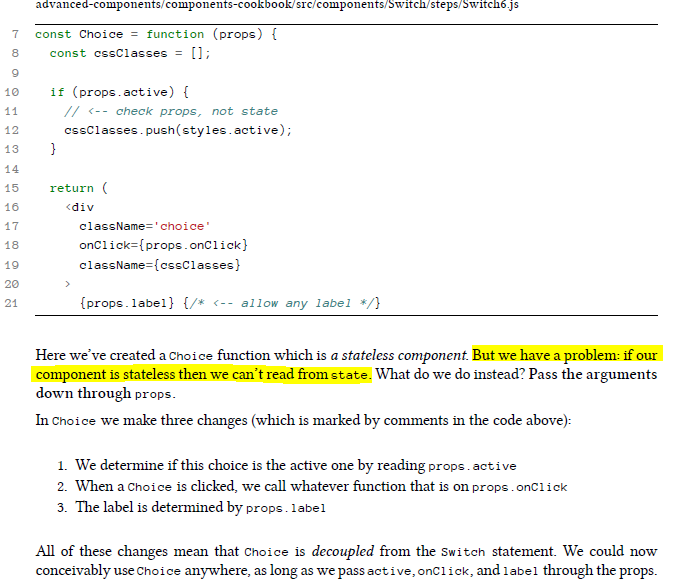 advanced-components/components-cookbook/src/components/Switch/steps/Switch6.js
7 const Choice = function (props) {
8 const cssClasses = [];
9
10 if (props.active) {
11 // <-- check props, not state
12 cssClasses.push(styles.active);
13 }
14
15 return (
16 <div
17 className='choice'
18 onClick={props.onClick}
19 className={cssClasses}
20 >
21 {props.label} {/* <-- allow any label */}
Here we’ve created a Choice function which is a stateless component. But we have a problem: if our
component is stateless then we can’t read from state. What do we do instead? Pass the arguments
down through props.
In Choice we make three changes (which is marked by comments in the code above):
1. We determine if this choice is the active one by reading props.active
2. When a Choice is clicked, we call whatever function that is on props.onClick
3. The label is determined by props.label
All of these changes mean that Choice is decoupled from the Switch statement. We could now
conceivably use Choice anywhere, as long as we pass active, onClick, and label through the props.